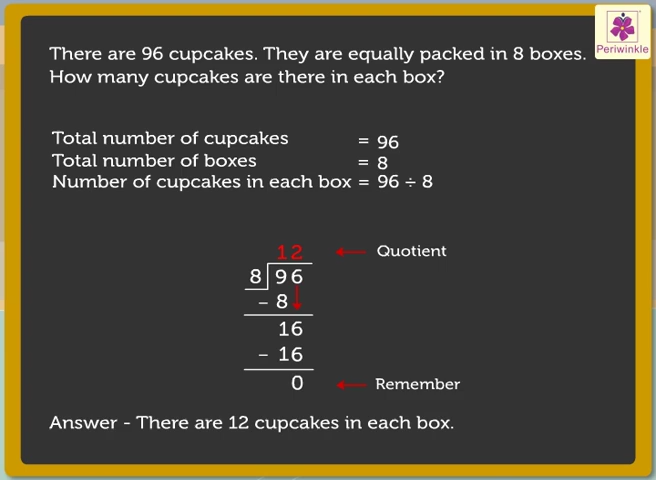 Periwinkle
There are 96 cupcakes. They are equally packed in 8 boxes.
How many cupcakes are there in each box?
Total number of cupcakes = 96
Total number of boxes = 8
Number of cupcakes in each box = 96 ÷ 8
12 Quotient
8 96
- 8
16
- 16
0 Remember
Answer - There are 12 cupcakes in each box.